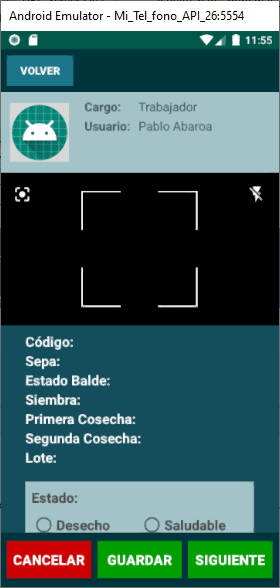 Android Emulator - Mi_Tel_fono_API_26:5554
11:55
VOLVER
Cargo: Trabajador
Usuario: Pablo Abaroa
Código:
Sepa:
Estado Balde:
Siembra:
Primera Cosecha:
Segunda Cosecha:
Lote:
Estado:
Desecho Saludable
CANCELAR GUARDAR SIGUIENTE